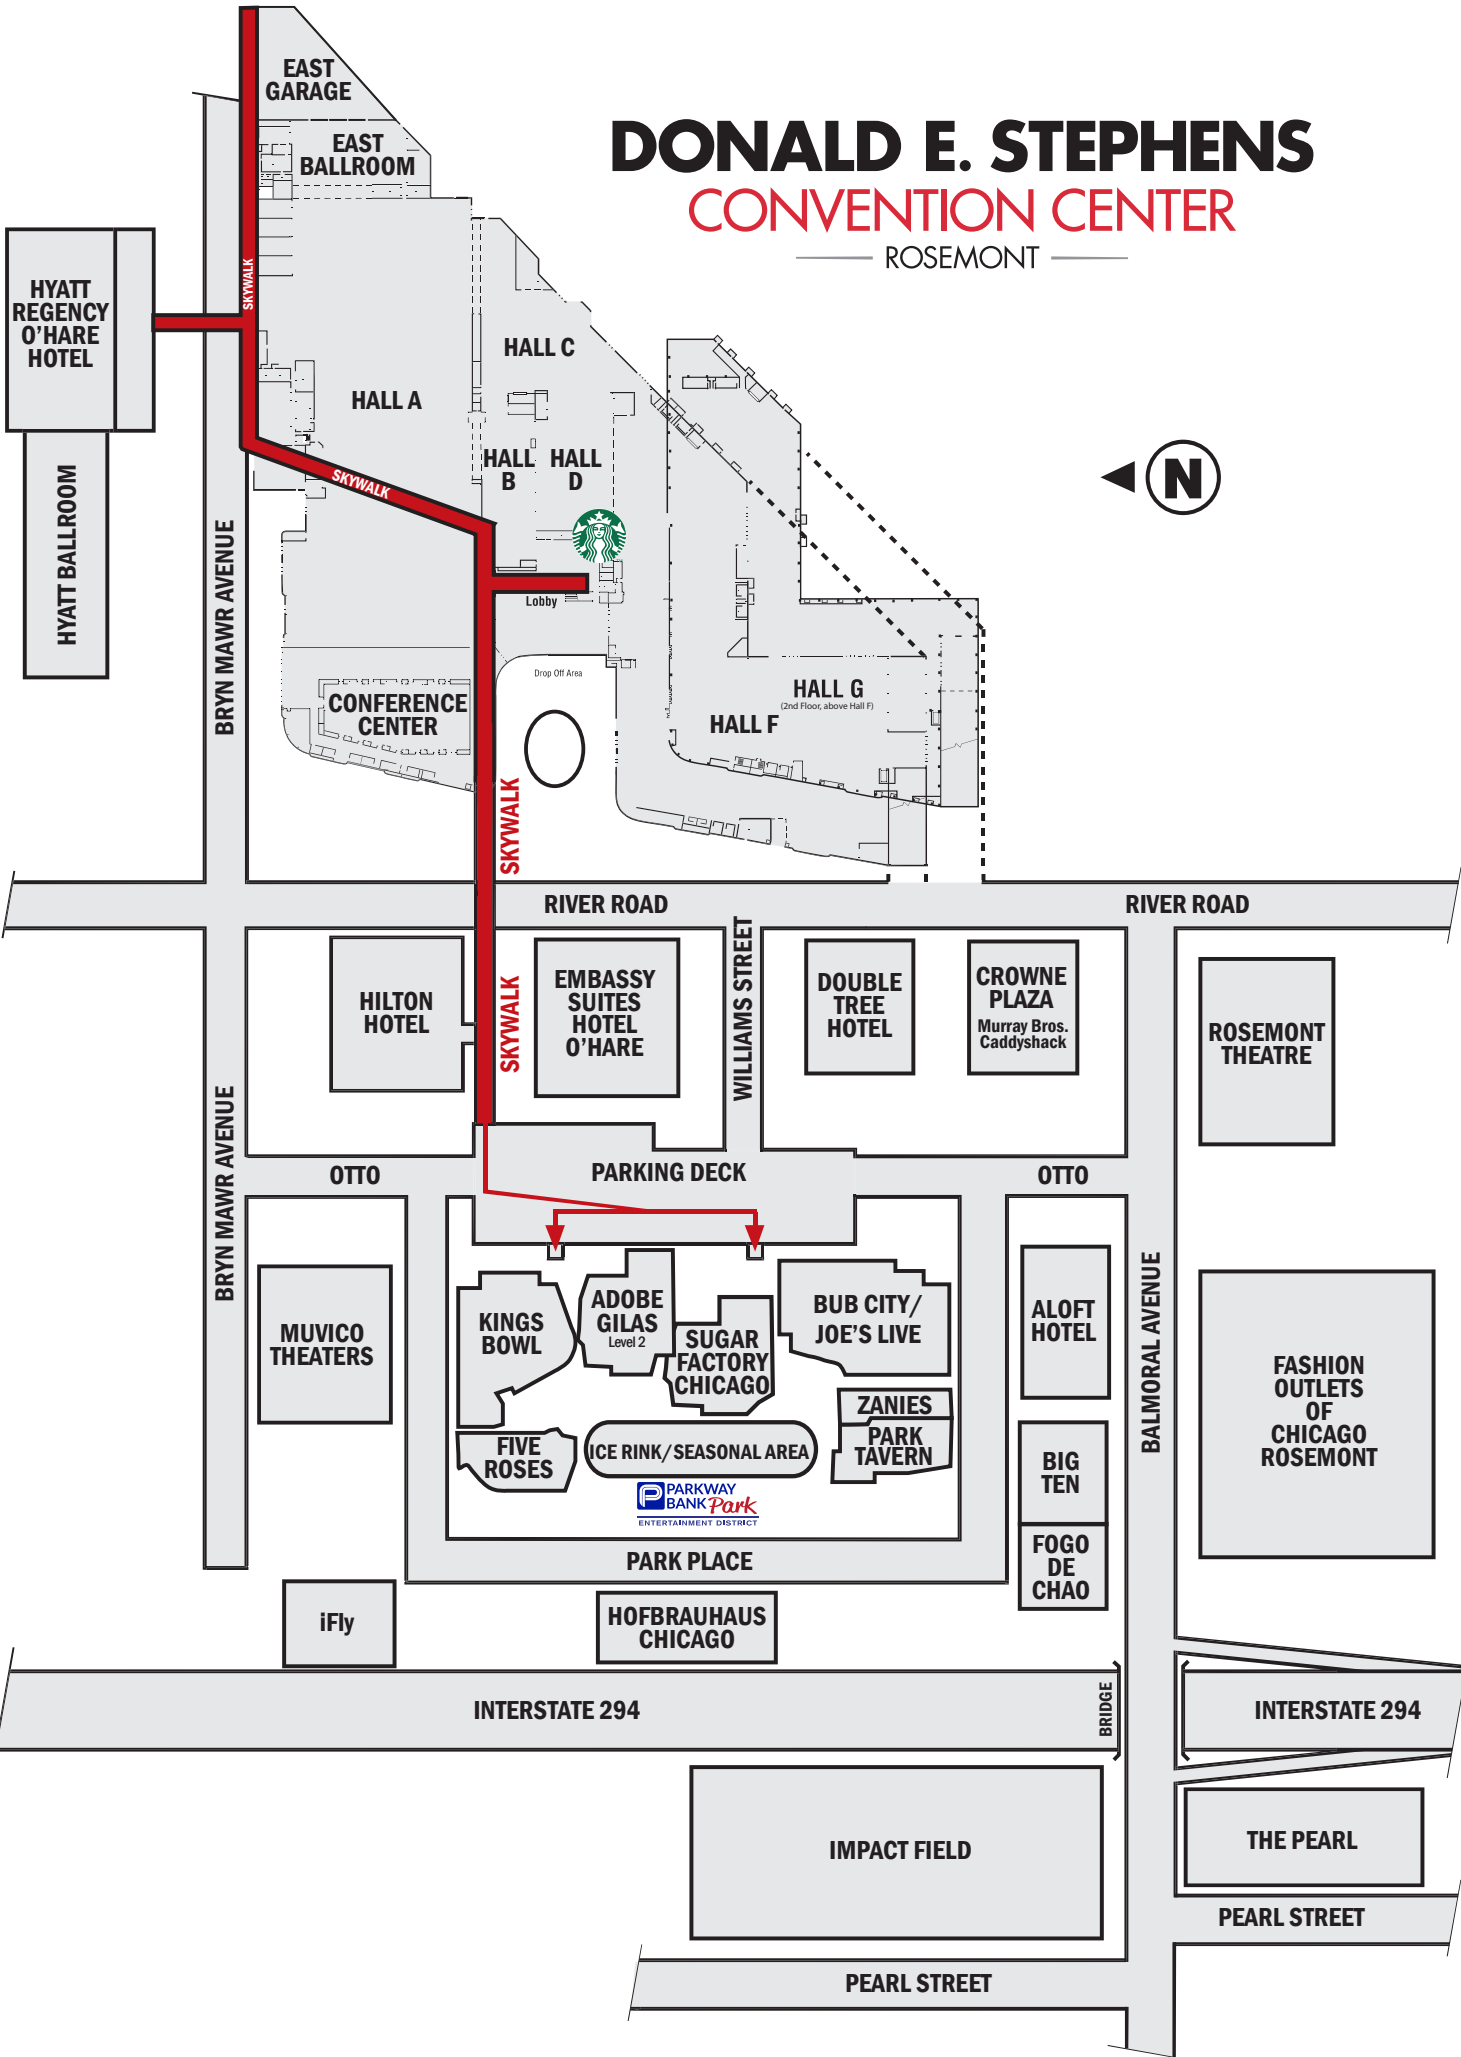 DONALD E. STEPHENS
CONVENTION CENTER
ROSEMONT
N
EAST
GARAGE
EAST
BALLROOM
SKYWALK
HYATT
REGENCY
O'HARE
HOTEL
HYATT BALLROOM
BRYN MAWR AVENUE
HALL A
HALL C
HALL
B
HALL
D
SKYWALK
Lobby
Drop Off Area
CONFERENCE
CENTER
HALL G
(2nd Floor, above Hall F)
HALL F
SKYWALK
RIVER ROAD
RIVER ROAD
HILTON
HOTEL
SKYWALK
EMBASSY
SUITES
HOTEL
O'HARE
WILLIAMS STREET
DOUBLE
TREE
HOTEL
CROWNE
PLAZA
Murray Bros.
Caddyshack
ROSEMONT
THEATRE
BRYN MAWR AVENUE
OTTO
PARKING DECK
OTTO
MUVICO
THEATERS
KINGS
BOWL
ADOBE
GILAS
Level 2
SUGAR
FACTORY
CHICAGO
BUB CITY/
JOE'S LIVE
ZANIES
PARK
TAVERN
FIVE
ROSES
ICE RINK/SEASONAL AREA
P PARKWAY
BANK Park
ENTERTAINMENT DISTRICT
ALOFT
HOTEL
BIG
TEN
FOGO
DE
CHAO
BALMORAL AVENUE
FASHION
OUTLETS
OF
CHICAGO
ROSEMONT
PARK PLACE
iFly
HOFBRAUHAUS
CHICAGO
INTERSTATE 294
BRIDGE
INTERSTATE 294
IMPACT FIELD
THE PEARL
PEARL STREET
PEARL STREET